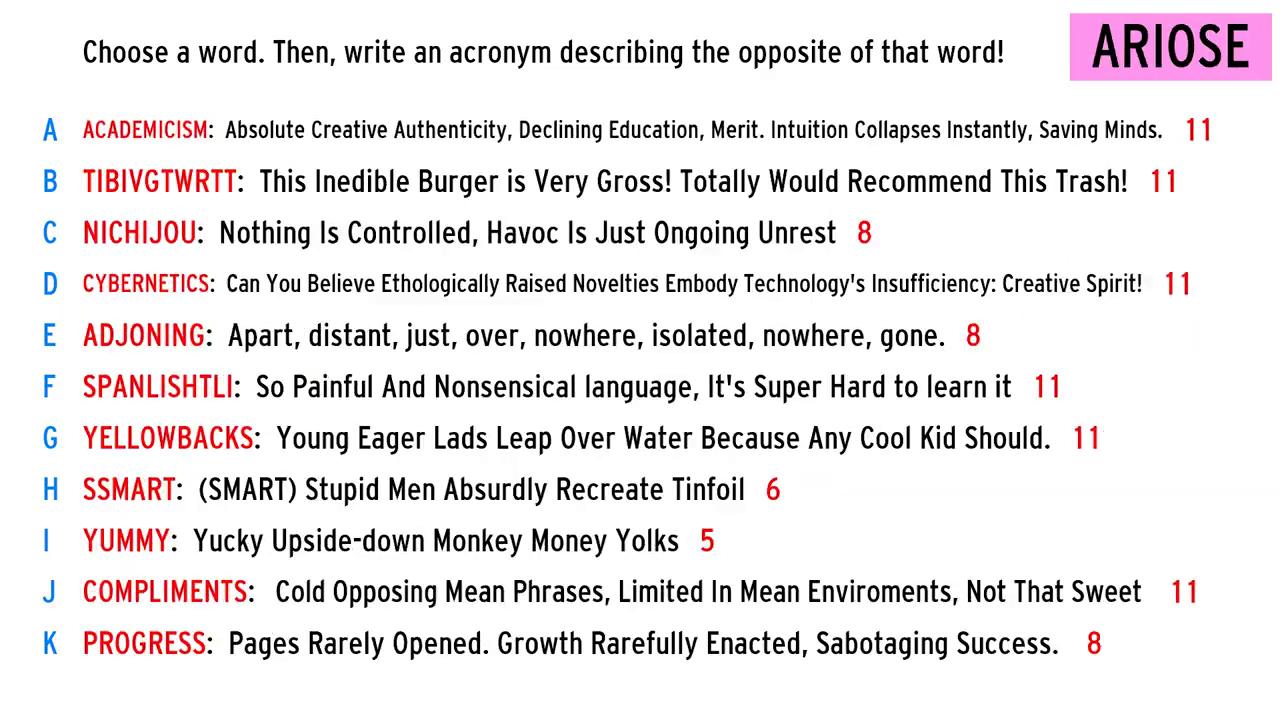 Choose a word. Then, write an acronym describing the opposite of that word!
ARIOSE
A ACADEMICISM: Absolute Creative Authenticity, Declining Education, Merit. Intuition Collapses Instantly, Saving Minds. 11
B TIBIVGTWRTT: This Inedible Burger is Very Gross! Totally Would Recommend This Trash! 11
C NICHIJOU: Nothing Is Controlled, Havoc Is Just Ongoing Unrest 8
D CYBERNETICS: Can You Believe Ethologically Raised Novelties Embody Technology's Insufficiency: Creative Spirit! 11
E ADJONING: Apart, distant, just, over, nowhere, isolated, nowhere, gone. 8
F SPANLISHTLI: So Painful And Nonsensical language, It's Super Hard to learn it 11
G YELLOWBACKS: Young Eager Lads Leap Over Water Because Any Cool Kid Should. 11
H SSMART: (SMART) Stupid Men Absurdly Recreate Tinfoil 6
I YUMMY: Yucky Upside-down Monkey Money Yolks 5
J COMPLIMENTS: Cold Opposing Mean Phrases, Limited In Mean Enviroments, Not That Sweet 11
K PROGRESS: Pages Rarely Opened. Growth Rarefully Enacted, Sabotaging Success. 8